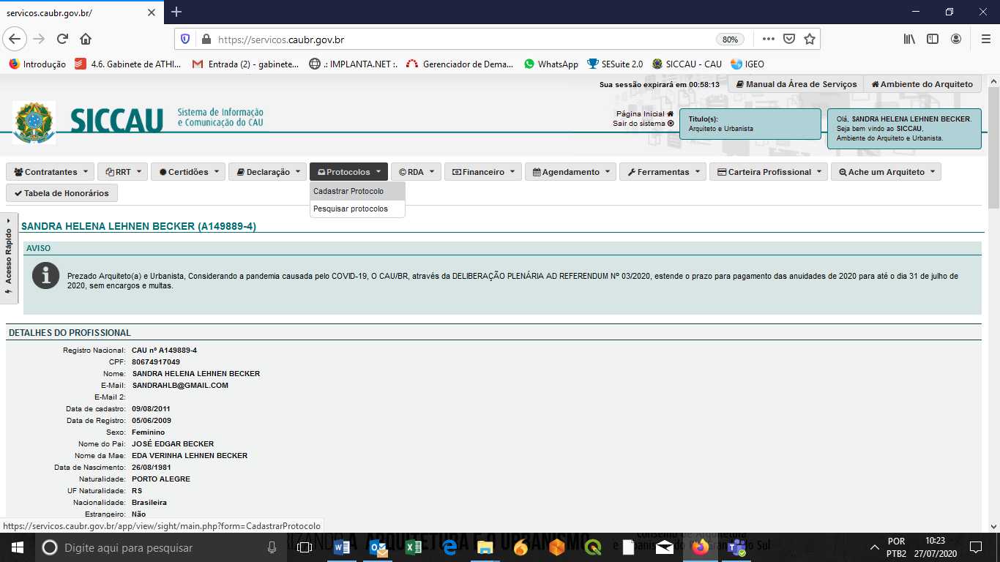 servicos.caubr.gov.br/
https://servicos.caubr.gov.br
80%
Introdução
4.6. Gabinete de ATHI...
Entrada (2) - gabinete...
.: IMPLANTA.NET :.
Gerenciador de Dema...
WhatsApp
SESuite 2.0
SICCAU - CAU
IGEO
Sua sessão expirará em 00:58:13
Manual da Área de Serviços
Ambiente do Arquiteto
SICCAU
Sistema de Informação
e Comunicação do CAU
Página Inicial
Sair do sistema
Titulo(s):
Arquiteto e Urbanista
Olá, SANDRA HELENA LEHNEN BECKER.
Seja bem vindo ao SICCAU,
Ambiente do Arquiteto e Urbanista.
Contratantes
RRT
Certidões
Declaração
Protocolos
RDA
Financeiro
Agendamento
Ferramentas
Carteira Profissional
Ache um Arquiteto
Tabela de Honorários
Cadastrar Protocolo
Pesquisar protocolos
Acesso Rápido
SANDRA HELENA LEHNEN BECKER (A149889-4)
AVISO
Prezado Arquiteto(a) e Urbanista, Considerando a pandemia causada pelo COVID-19, O CAU/BR, através da DELIBERAÇÃO PLENÁRIA AD REFERENDUM Nº 03/2020, estende o prazo para pagamento das anuidades de 2020 para até o dia 31 de julho de
2020, sem encargos e multas.
DETALHES DO PROFISSIONAL
Registro Nacional: CAU nº A149889-4
CPF: 80674917049
Nome: SANDRA HELENA LEHNEN BECKER
E-Mail: SANDRAHLB@GMAIL.COM
E-Mail 2:
Data de cadastro: 09/08/2011
Data de Registro: 05/06/2009
Sexo: Feminino
Nome do Pai: JOSÉ EDGAR BECKER
Nome da Mae: EDA VERINHA LEHNEN BECKER
Data de Nascimento: 26/08/1981
Naturalidade: PORTO ALEGRE
UF Naturalidade: RS
Nacionalidade: Brasileira
Estrangeiro: Não
https://servicos.caubr.gov.br/app/view/sight/main.php?form=CadastrarProtocolo
Digite aqui para pesquisar
POR
PTB2
10:23
27/07/2020